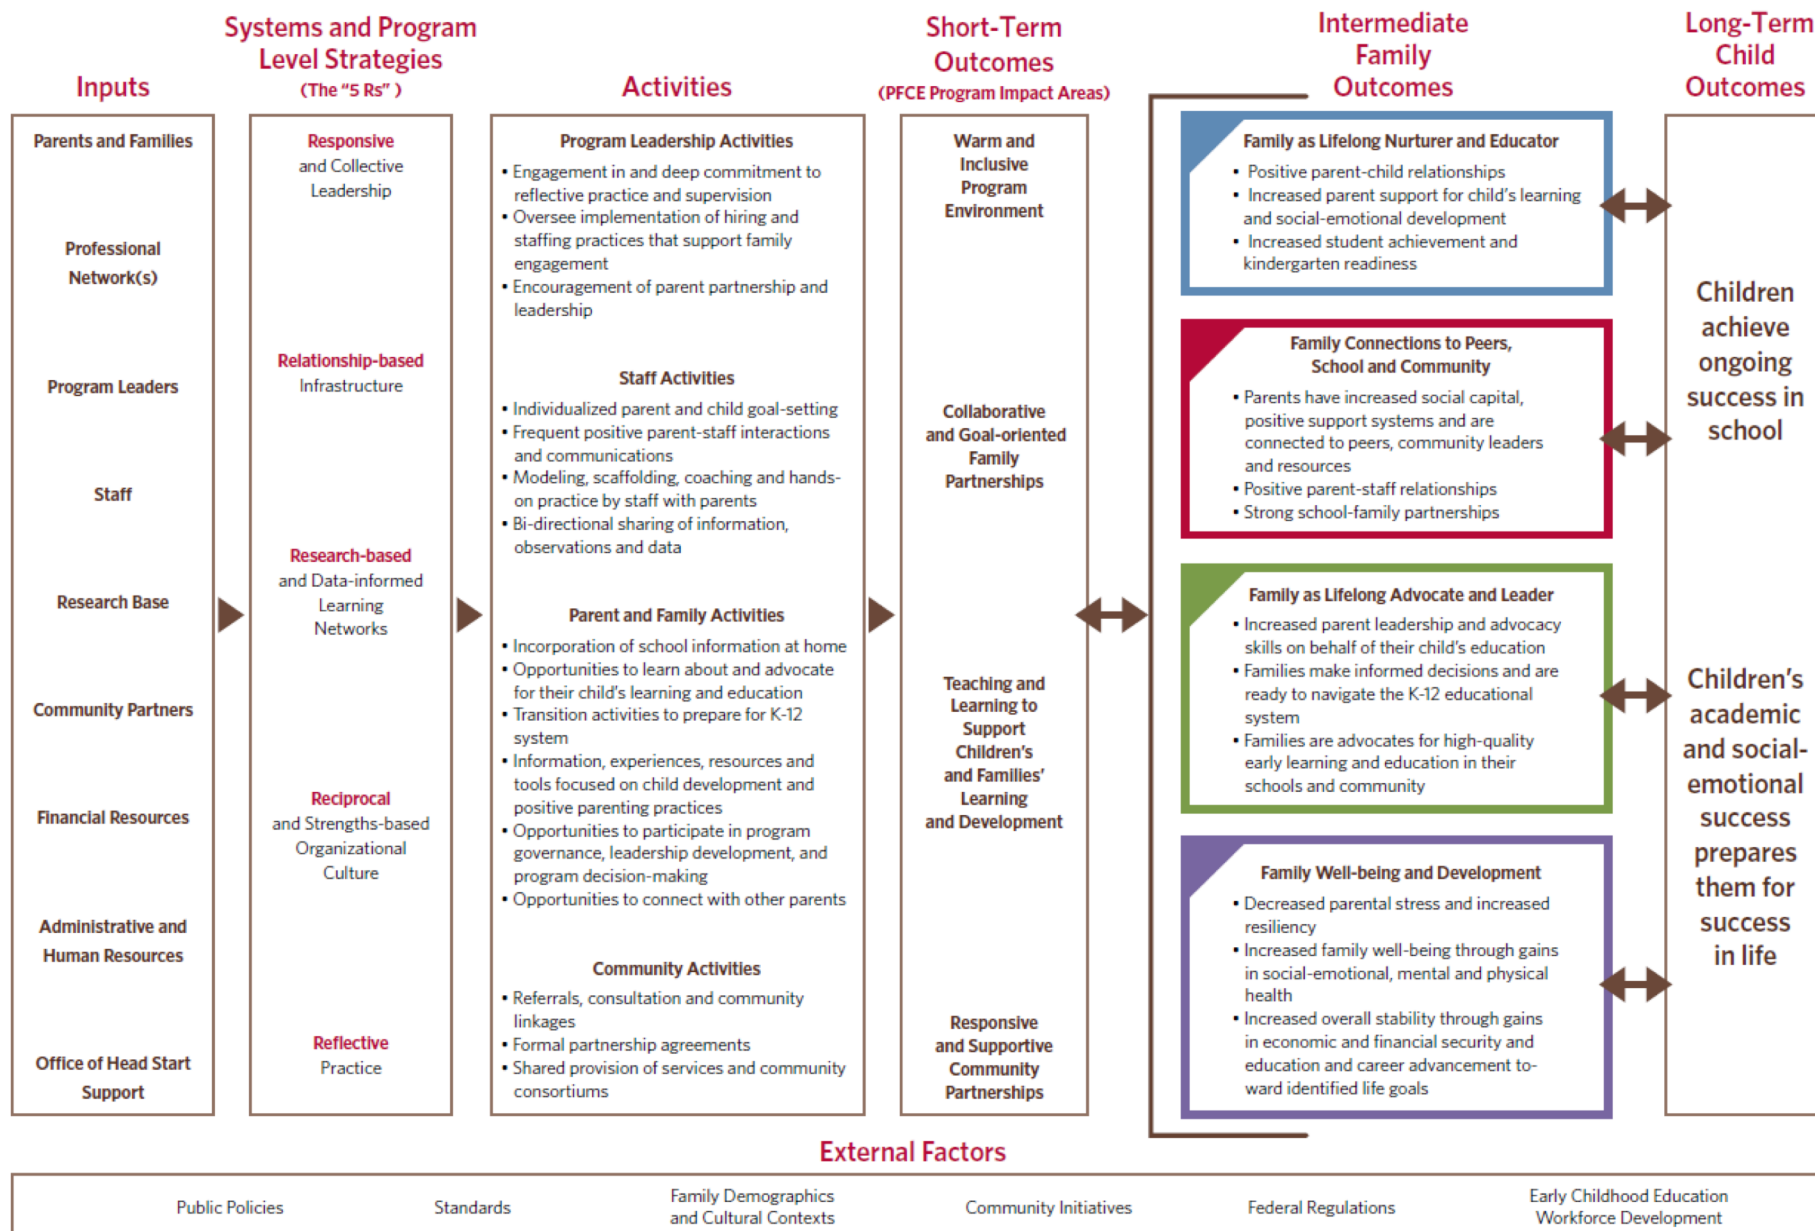 Systems and Program
Level Strategies
(The “5 Rs” )
Short-Term
Outcomes
(PFCE Program Impact Areas)
Intermediate
Family
Outcomes
Long-Term
Child
Outcomes
Inputs
Activities
Parents and Families
Professional
Network(s)
Program Leaders
Staff
Research Base
Community Partners
Financial Resources
Administrative and
Human Resources
Office of Head Start
Support
Responsive
and Collective
Leadership
Relationship-based
Infrastructure
Research-based
and Data-informed
Learning
Networks
Reciprocal
and Strengths-based
Organizational
Culture
Reflective
Practice
Program Leadership Activities
• Engagement in and deep commitment to
reflective practice and supervision
• Oversee implementation of hiring and
staffing practices that support family
engagement
• Encouragement of parent partnership and
leadership
Staff Activities
• Individualized parent and child goal-setting
• Frequent positive parent-staff interactions
and communications
• Modeling, scaffolding, coaching and hands-
on practice by staff with parents
• Bi-directional sharing of information,
observations and data
Parent and Family Activities
• Incorporation of school information at home
• Opportunities to learn about and advocate
for their child’s learning and education
• Transition activities to prepare for K-12
system
• Information, experiences, resources and
tools focused on child development and
positive parenting practices
• Opportunities to participate in program
governance, leadership development, and
program decision-making
• Opportunities to connect with other parents
Community Activities
• Referrals, consultation and community
linkages
• Formal partnership agreements
• Shared provision of services and community
consortiums
Warm and
Inclusive
Program
Environment
Collaborative
and Goal-oriented
Family
Partnerships
Teaching and
Learning to
Support
Children’s
and Families’
Learning
and Development
Responsive
and Supportive
Community
Partnerships
Family as Lifelong Nurturer and Educator
• Positive parent-child relationships
• Increased parent support for child’s learning
and social-emotional development
• Increased student achievement and
kindergarten readiness
Family Connections to Peers,
School and Community
• Parents have increased social capital,
positive support systems and are
connected to peers, community leaders
and resources
• Positive parent-staff relationships
• Strong school-family partnerships
Family as Lifelong Advocate and Leader
• Increased parent leadership and advocacy
skills on behalf of their child’s education
• Families make informed decisions and are
ready to navigate the K-12 educational
system
• Families are advocates for high-quality
early learning and education in their
schools and community
Family Well-being and Development
• Decreased parental stress and increased
resiliency
• Increased family well-being through gains
in social-emotional, mental and physical
health
• Increased overall stability through gains
in economic and financial security and
education and career advancement to-
ward identified life goals
Children
achieve
ongoing
success in
school
Children’s
academic
and social-
emotional
success
prepares
them for
success
in life
External Factors
Public Policies
Standards
Family Demographics
and Cultural Contexts
Community Initiatives
Federal Regulations
Early Childhood Education
Workforce Development